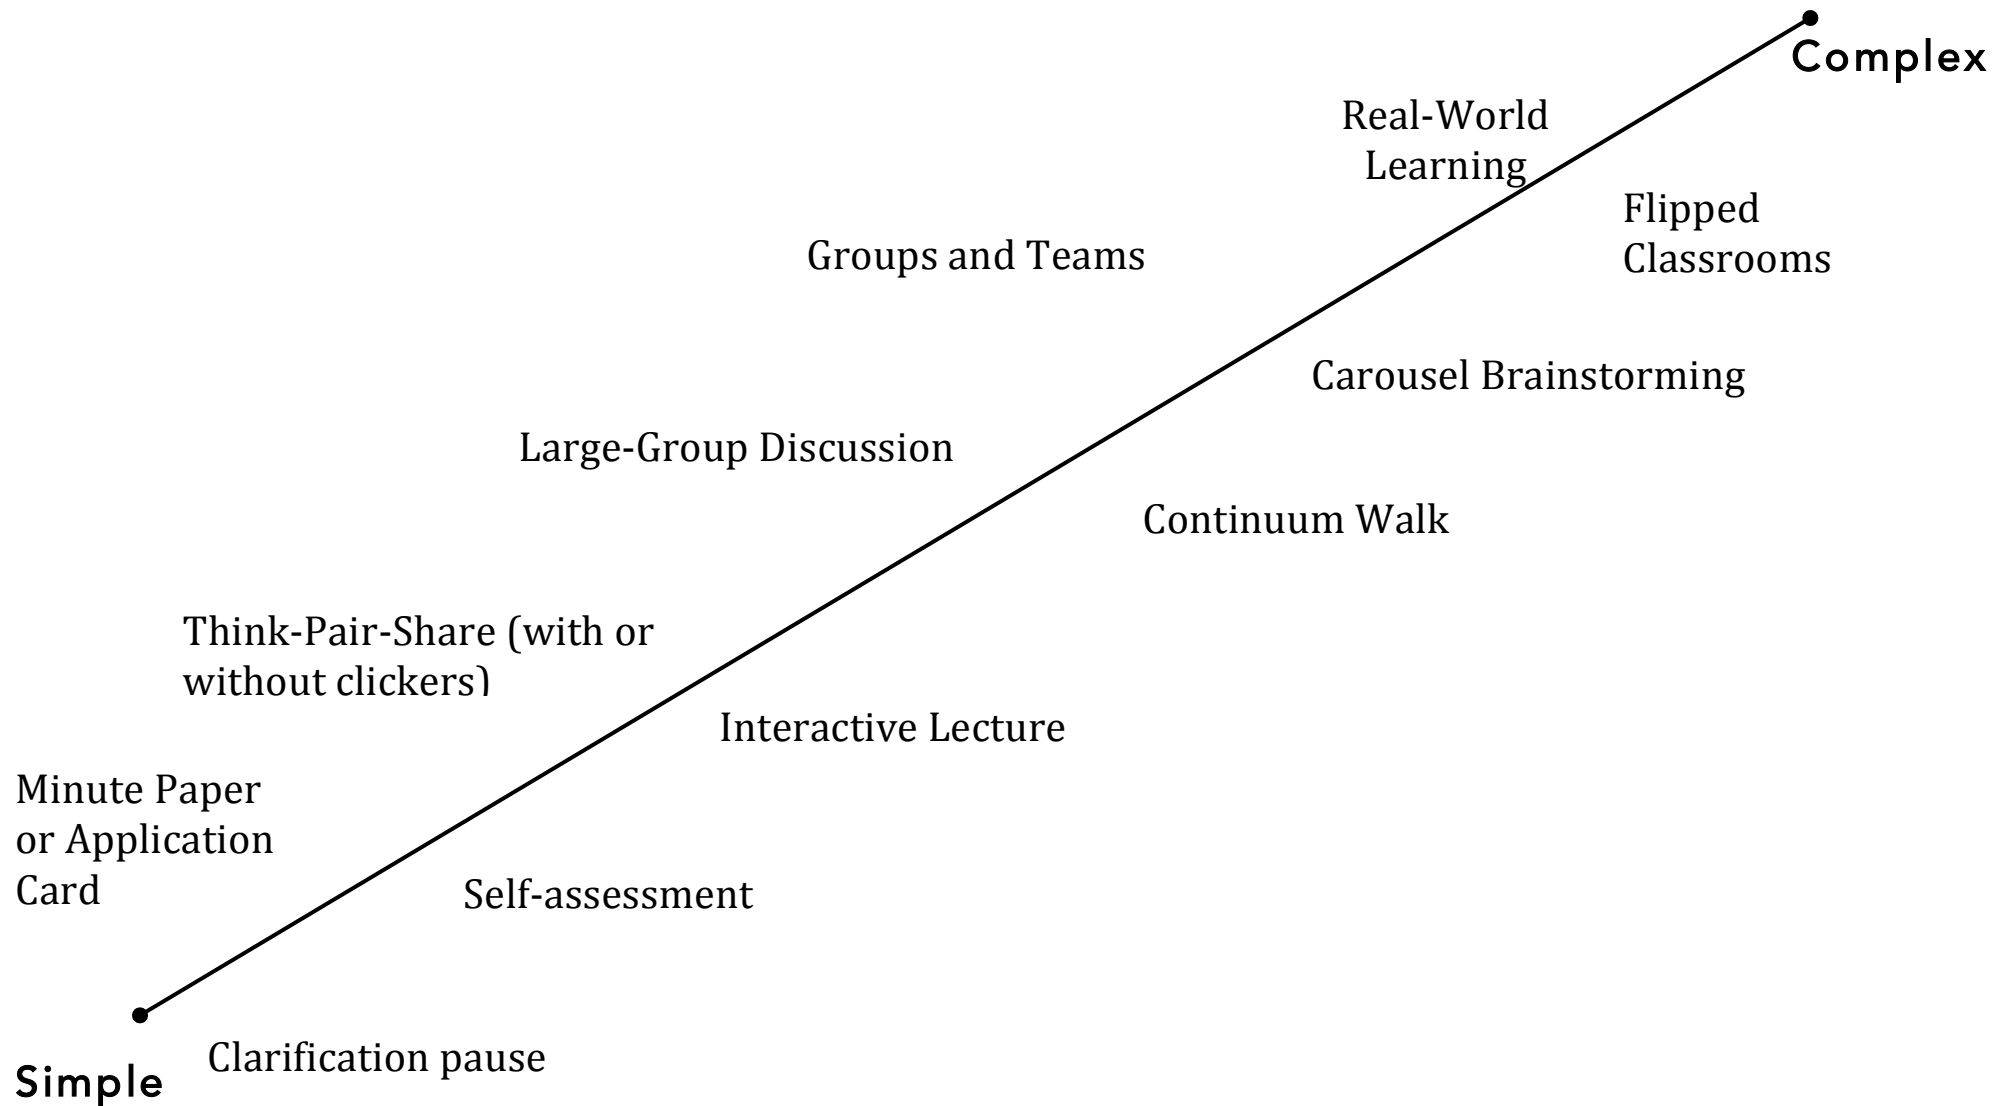 Complex
Real-World
Learning
Flipped
Classrooms
Groups and Teams
Carousel Brainstorming
Large-Group Discussion
Continuum Walk
Think-Pair-Share (with or
without clickers)
Interactive Lecture
Minute Paper
or Application
Card
Self-assessment
Clarification pause
Simple